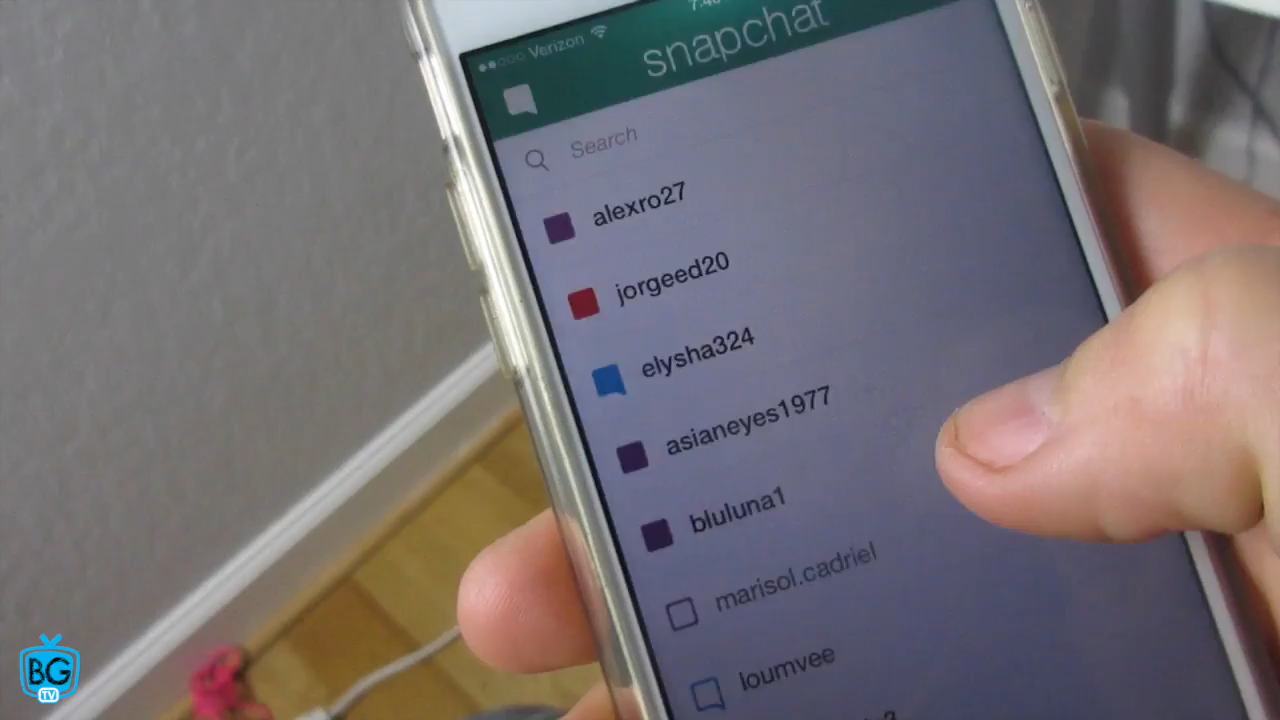 Verizon
snapchat
Search
alexro27
jorgeed20
elysha324
asianeyes1977
bluluna1
marisol.cadriel
loumvee
BG
TV